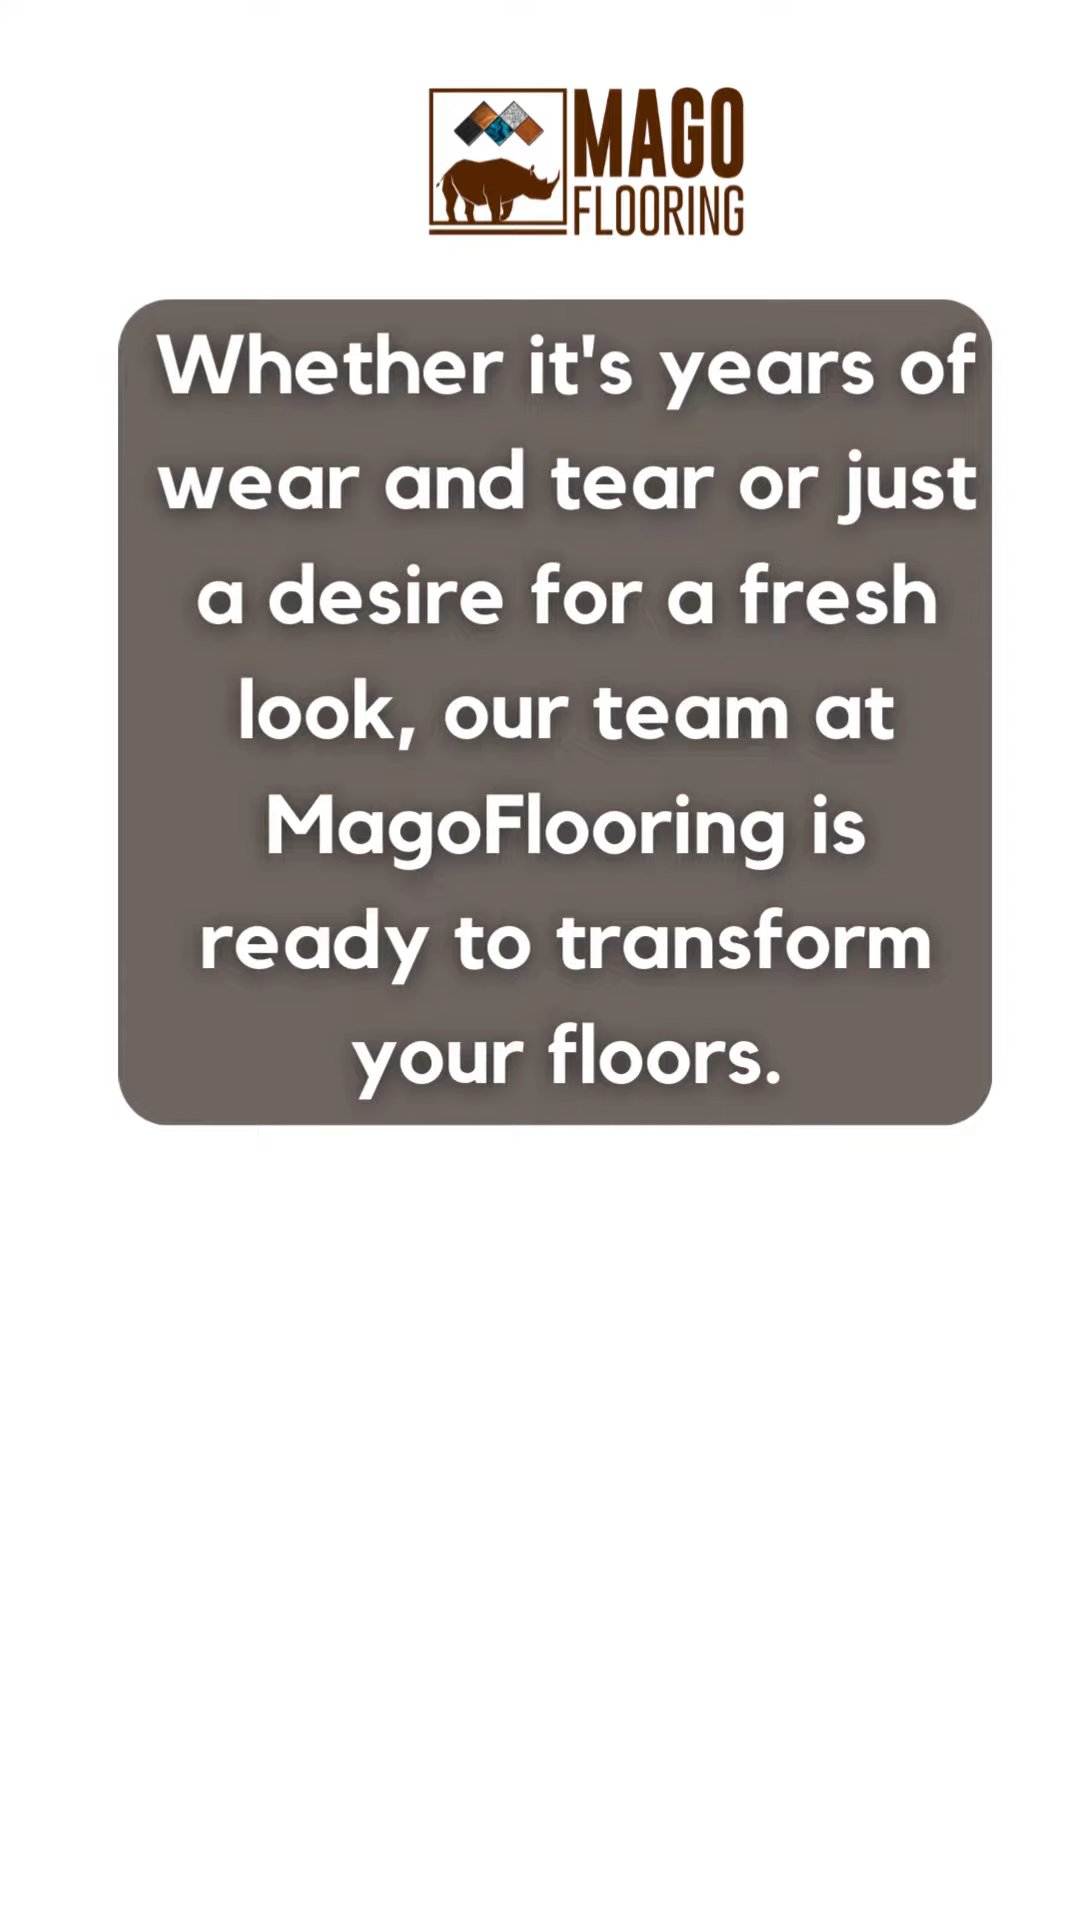 MAGO
FLOORING
Whether it's years of
wear and tear or just
a desire for a fresh
look, our team at
MagoFlooring is
ready to transform
your floors.